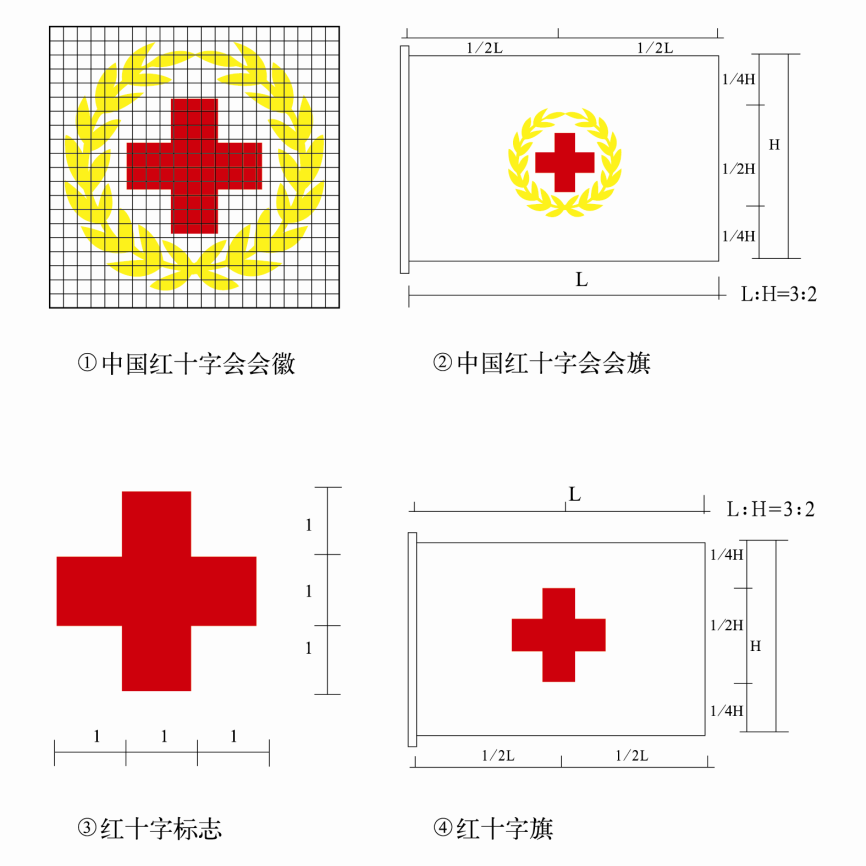 1/2L 1/2L
1/4H
H
1/2H
1/4H
L
L:H=3:2
①中国红十字会会徽
②中国红十字会会旗
L
L:H=3:2
1
1/4H
1
1/2H
H
1
1/4H
1 1 1
1/2L 1/2L
③红十字标志
④红十字旗